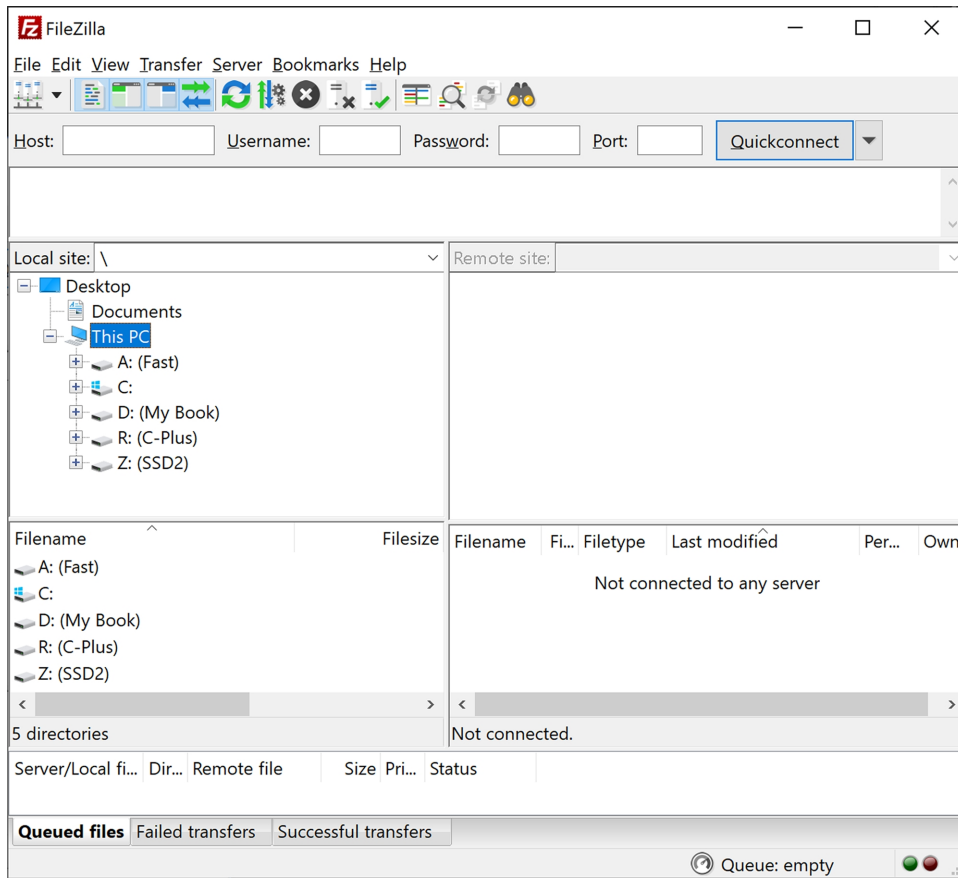 FileZilla
File Edit View Transfer Server Bookmarks Help
Host: Username: Password: Port: Quickconnect
Local site: \
Remote site:
Desktop
Documents
This PC
A: (Fast)
C:
D: (My Book)
R: (C-Plus)
Z: (SSD2)
Filename Filesize
A: (Fast)
C:
D: (My Book)
R: (C-Plus)
Z: (SSD2)
5 directories
Filename Fi... Filetype Last modified Per... Own
Not connected to any server
Not connected.
Server/Local fi... Dir... Remote file Size Pri... Status
Queued files Failed transfers Successful transfers
Queue: empty